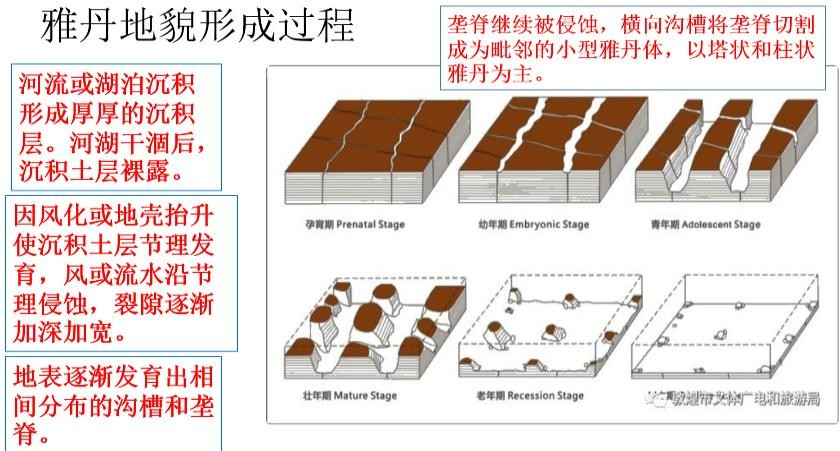 雅丹地貌形成过程
垄脊继续被侵蚀，横向沟槽将垄脊切割
成为毗邻的小型雅丹体，以塔状和柱状
雅丹为主。
河流或湖泊沉积
形成厚厚的沉积
层。河湖干涸后，
沉积土层裸露。
因风化或地壳抬升
使沉积土层节理发
育，风或流水沿节
理侵蚀，裂隙逐渐
加深加宽。
地表逐渐发育出相
间分布的沟槽和垄
脊。
孕育期 Prenatal Stage
幼年期 Embryonic Stage
青年期 Adolescent Stage
壮年期 Mature Stage
老年期 Recession Stage
敦煌市文体广电和旅游局